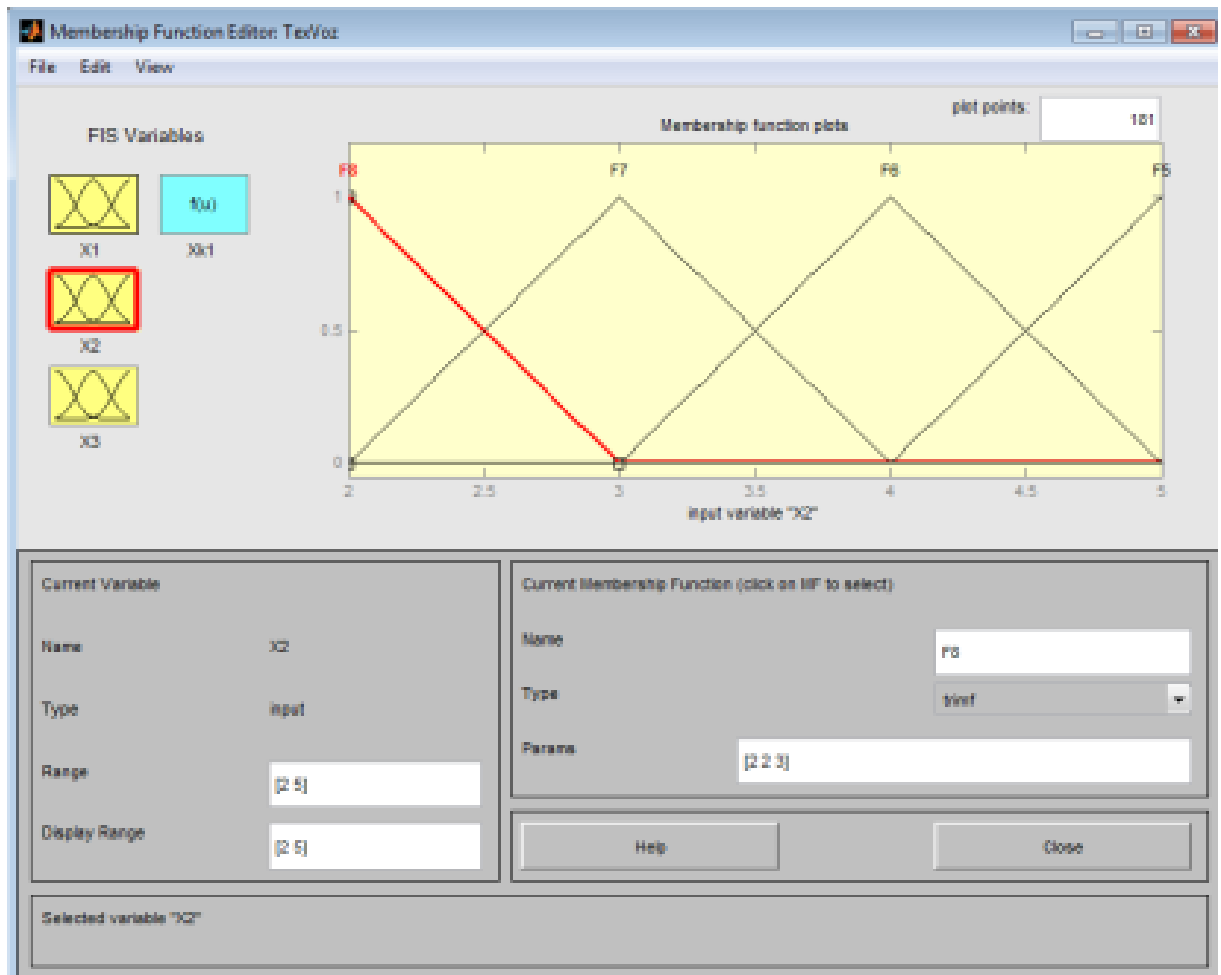 Membership Function Editor: TexVoz
File Edit View
FIS Variables
plot points:
181
Membership function plots
F8 F7 F6 F5
f(u)
X1 Xk1
X2
X3
1
0.5
0
2 2.5 3 3.5 4 4.5 5
input variable "X2"
Current Variable
Name X2
Type input
Range [2 5]
Display Range [2 5]
Current Membership Function (click on MF to select)
Name F8
Type trimf
Params [2 2 3]
Help Close
Selected variable "X2"